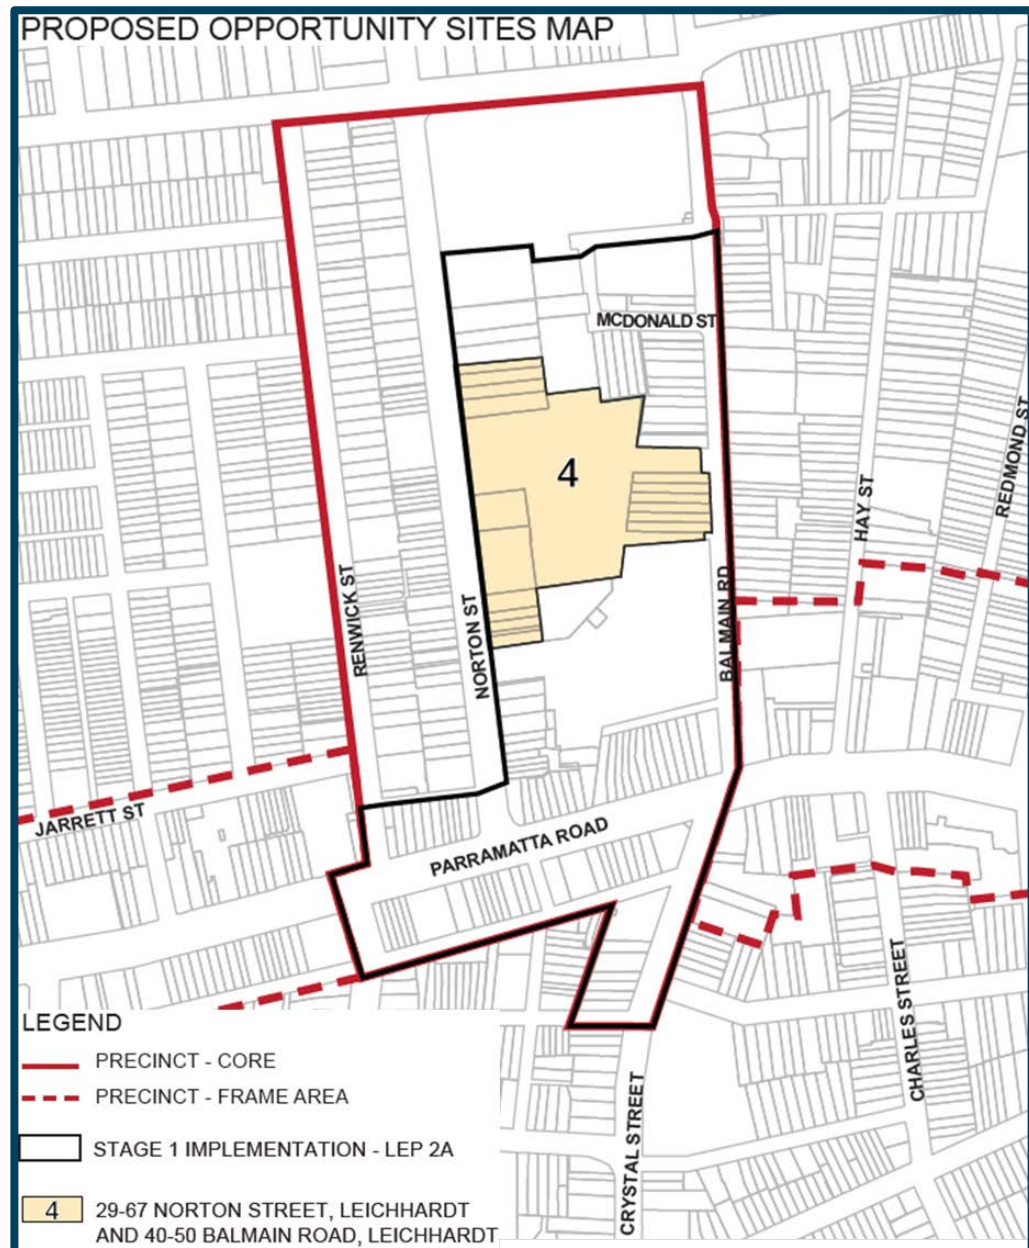 PROPOSED OPPORTUNITY SITES MAP
MCDONALD ST
REDMOND ST
4
HAY ST
RENWICK ST
NORTON ST
BALMAIN RD
JARRETT ST
PARRAMATTA ROAD
CHARLES STREET
CRYSTAL STREET
LEGEND
PRECINCT - CORE
PRECINCT - FRAME AREA
STAGE 1 IMPLEMENTATION - LEP 2A
4 29-67 NORTON STREET, LEICHHARDT
AND 40-50 BALMAIN ROAD, LEICHHARDT